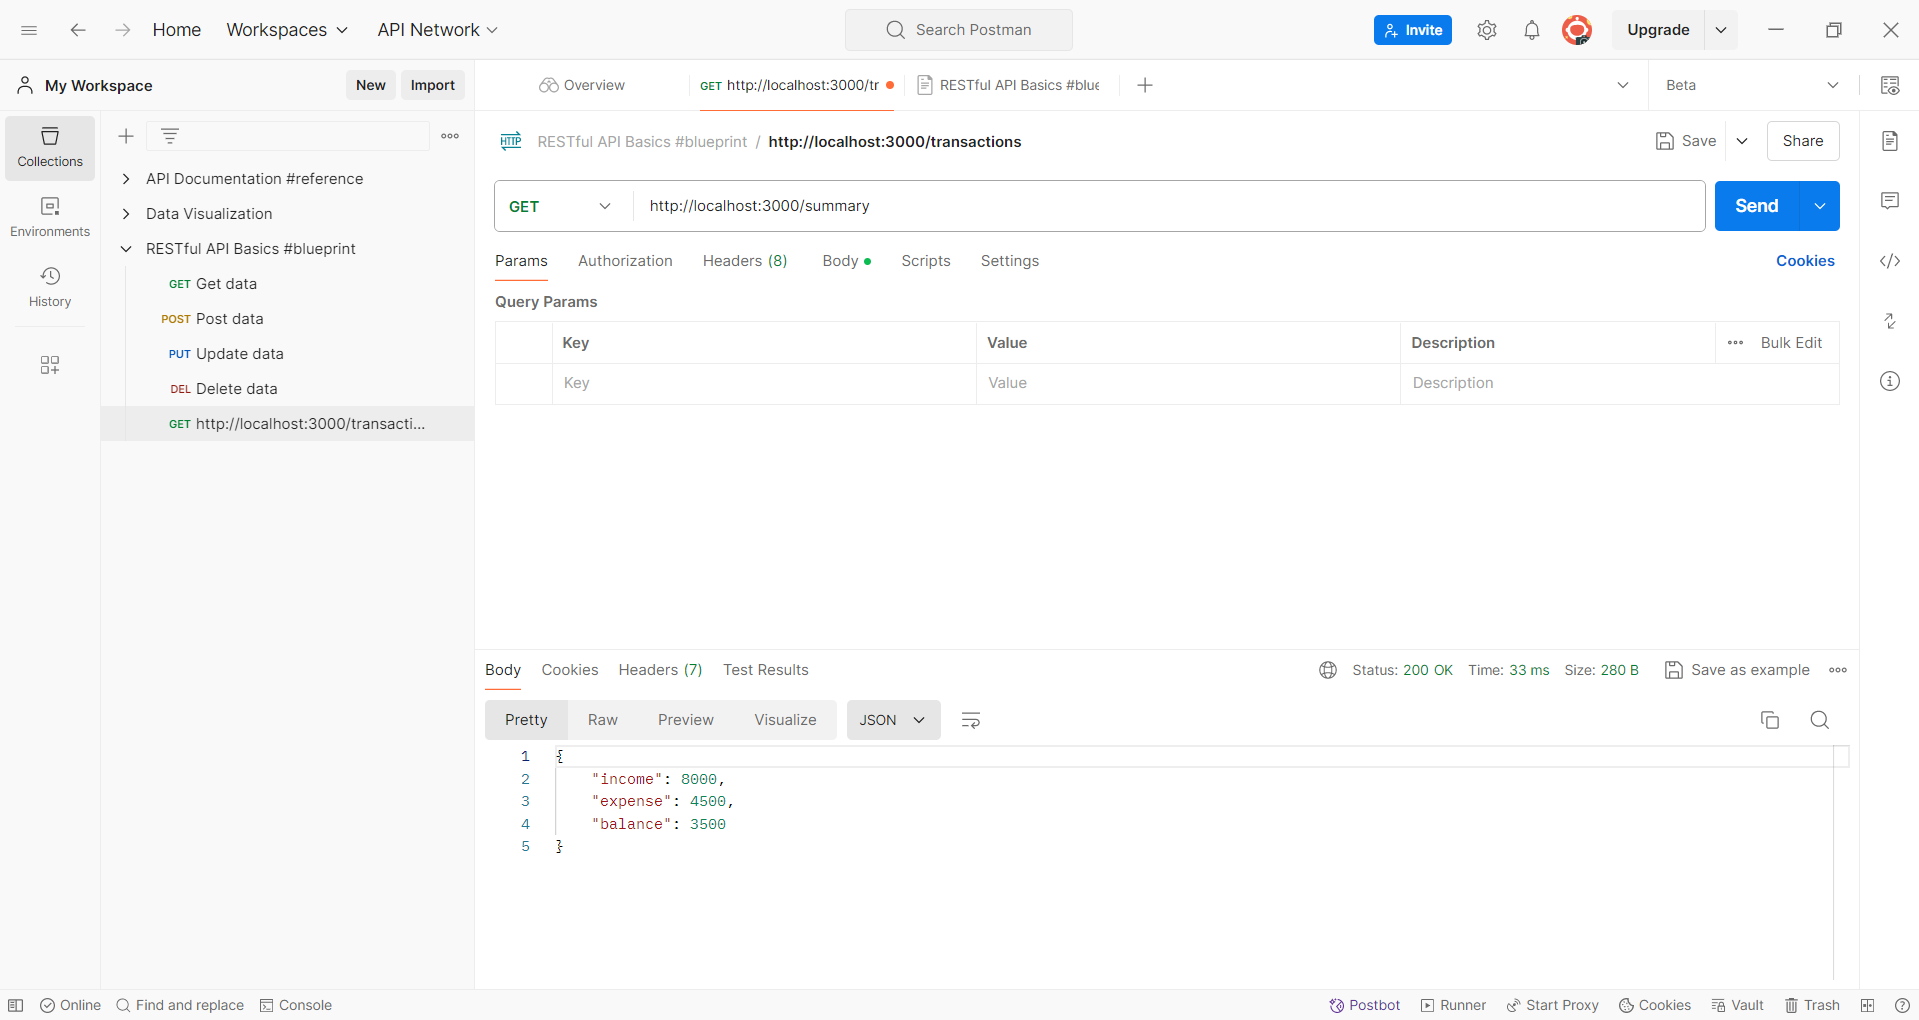 Home Workspaces API Network Search Postman Invite Upgrade
My Workspace New Import
Overview GET http://localhost:3000/tr RESTful API Basics #blue Beta
Collections
Environments
History
API Documentation #reference
Data Visualization
RESTful API Basics #blueprint
GET Get data
POST Post data
PUT Update data
DEL Delete data
GET http://localhost:3000/transacti...
HTTP RESTful API Basics #blueprint / http://localhost:3000/transactions Save Share
GET http://localhost:3000/summary Send
Params Authorization Headers (8) Body Scripts Settings Cookies
Query Params
Key Value Description Bulk Edit
Key Value Description
Body Cookies Headers (7) Test Results Status: 200 OK Time: 33 ms Size: 280 B Save as example
Pretty Raw Preview Visualize JSON
1 {
2 "income": 8000,
3 "expense": 4500,
4 "balance": 3500
5 }
Online Find and replace Console Postbot Runner Start Proxy Cookies Vault Trash